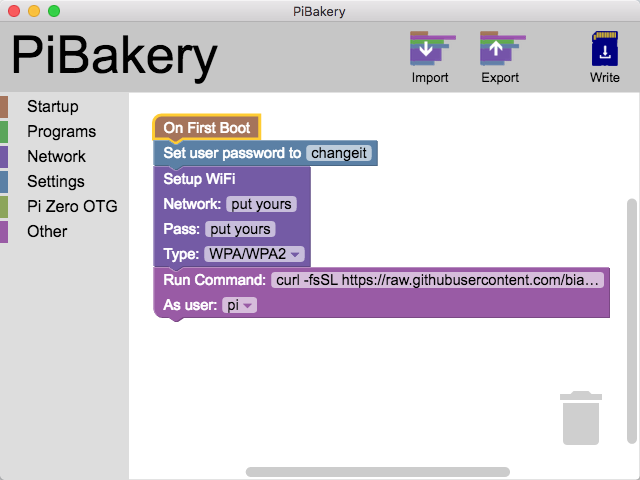 PiBakery
PiBakery
Import
Export
Write
Startup
Programs
Network
Settings
Pi Zero OTG
Other
On First Boot
Set user password to changeit
Setup WiFi
Network: put yours
Pass: put yours
Type: WPA/WPA2
Run Command: curl -fsSL https://raw.githubusercontent.com/bia…
As user: pi